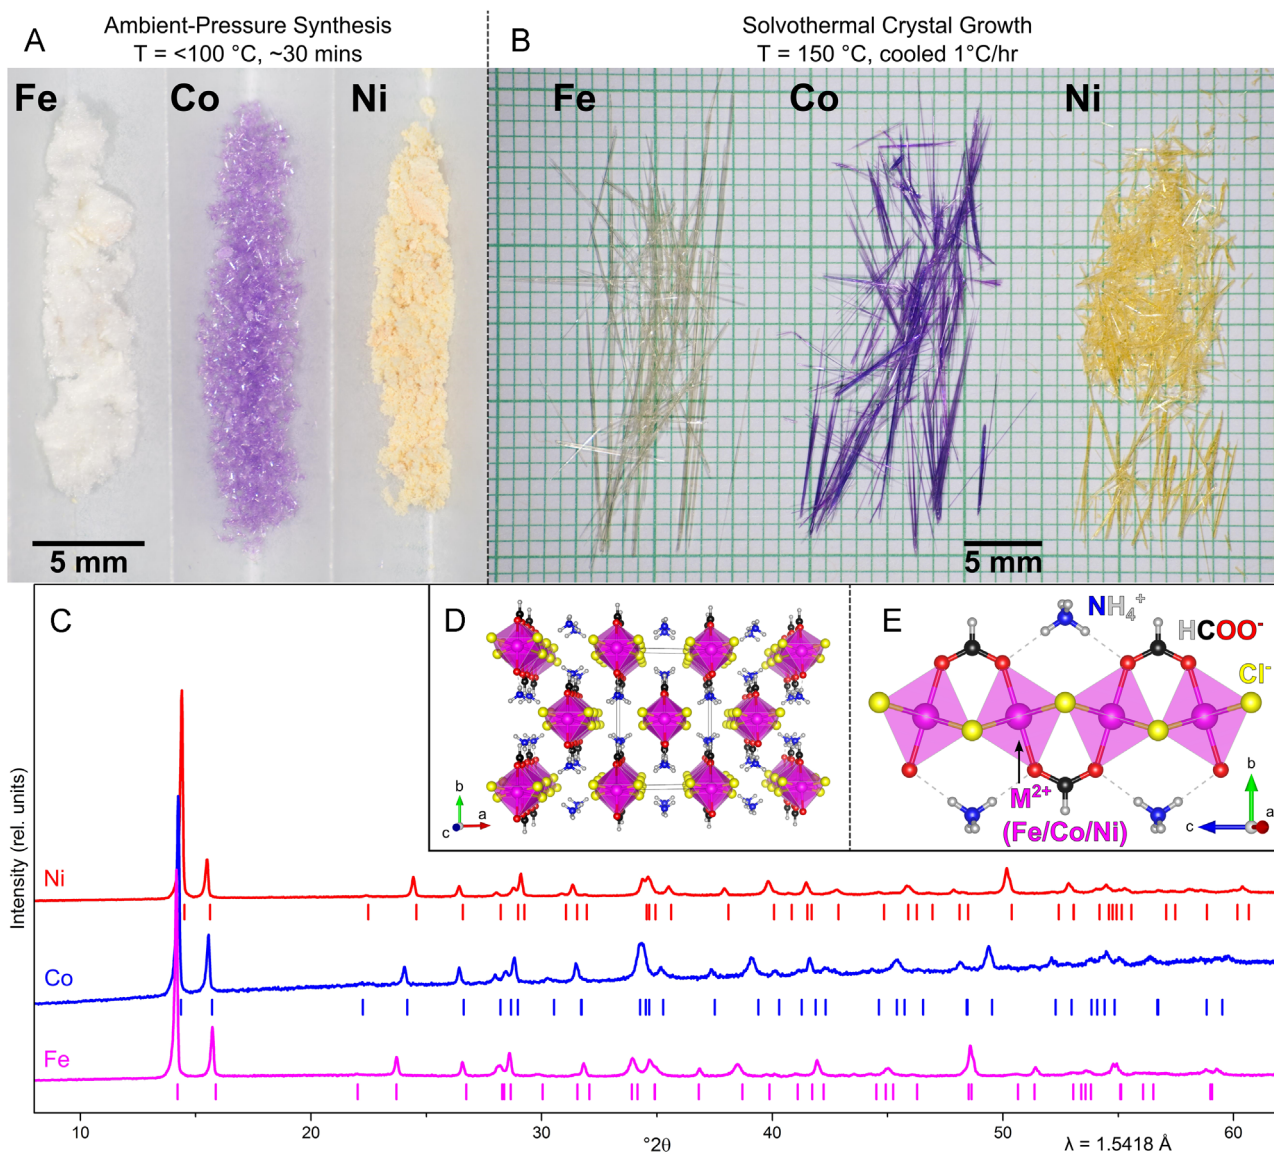 A
Ambient-Pressure Synthesis
T = <100 °C, ~30 mins
B
Solvothermal Crystal Growth
T = 150 °C, cooled 1°C/hr
Fe
Co
Ni
5 mm
Fe
Co
Ni
5 mm
C
Intensity (rel. units)
Ni
Co
Fe
10
20
30
40
50
60
°2θ
λ = 1.5418 Å
D
b
c
a
E
NH₄⁺
HCOO⁻
Cl⁻
M²⁺
(Fe/Co/Ni)
b
a
c